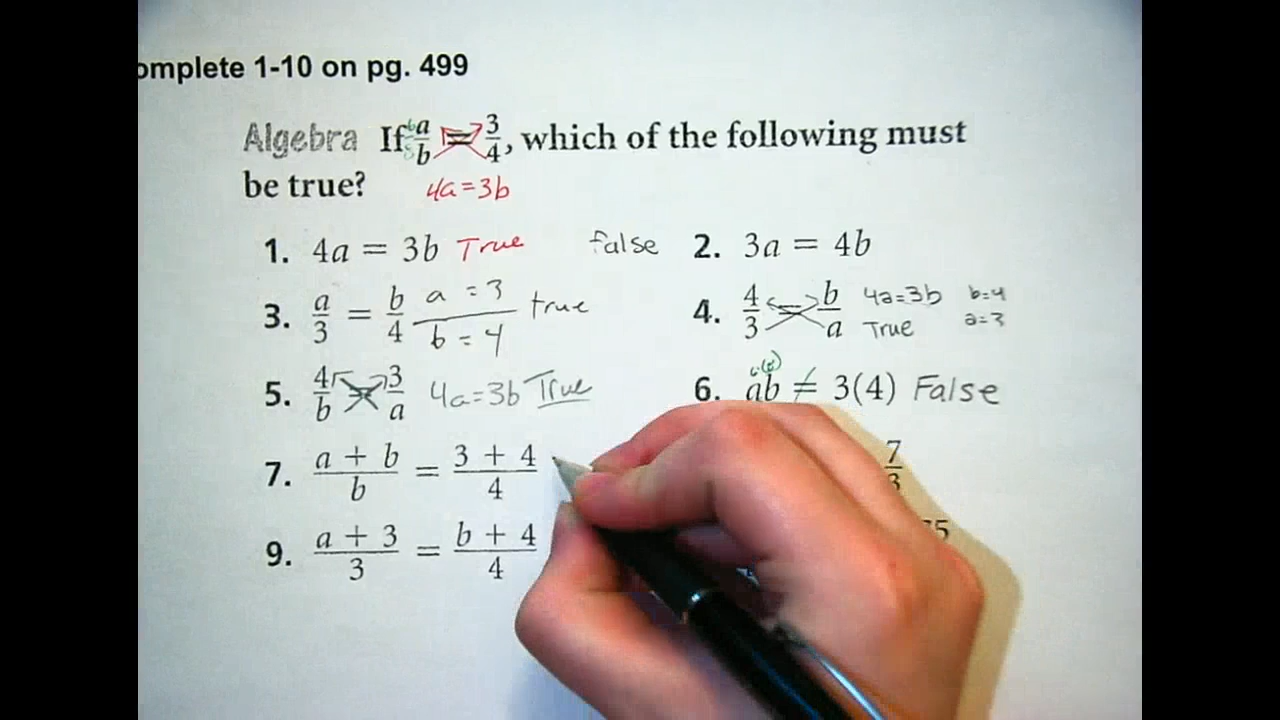 omplete 1-10 on pg. 499
Algebra If a/b = 3/4, which of the following must
be true? 4a=3b
1. 4a = 3b True false 2. 3a = 4b
3. a/3 = b/4 a = 3 b = 4 true
4. 4/3 = b/a 4a=3b b=4 True a=3
5. 4/b = 3/a 4a=3b True
6. ab ≠ 3(4) False
7. (a + b)/b = (3 + 4)/4
7/3
9. (a + 3)/3 = (b + 4)/4